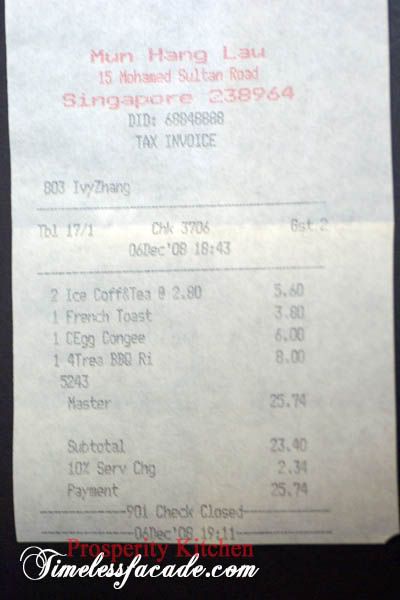 Mun Hang Lau
15 Mohamed Sultan Road
Singapore 238964
DID: 68848888
TAX INVOICE
803 IvyZhang
Tbl 17/1 Chk 3706 Gst 2
06Dec'08 18:43
2 Ice Coff&Tea @ 2.80 5.60
1 French Toast 3.80
1 CEgg Congee 6.00
1 4Trea BBQ Ri 8.00
5243
Master 25.74
Subtotal 23.40
10% Serv Chg 2.34
Payment 25.74
901 Check Closed
06Dec'08 19:11
Prosperity Kitchen
Timelessfacade.com